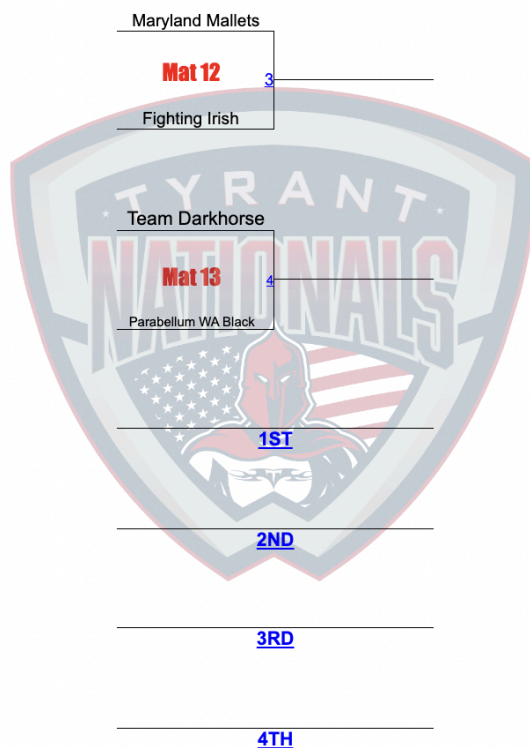 Maryland Mallets
Mat 12
3
Fighting Irish
TYRANT
Team Darkhorse
NATIONALS
Mat 13
4
Parabellum WA Black
1ST
2ND
3RD
4TH